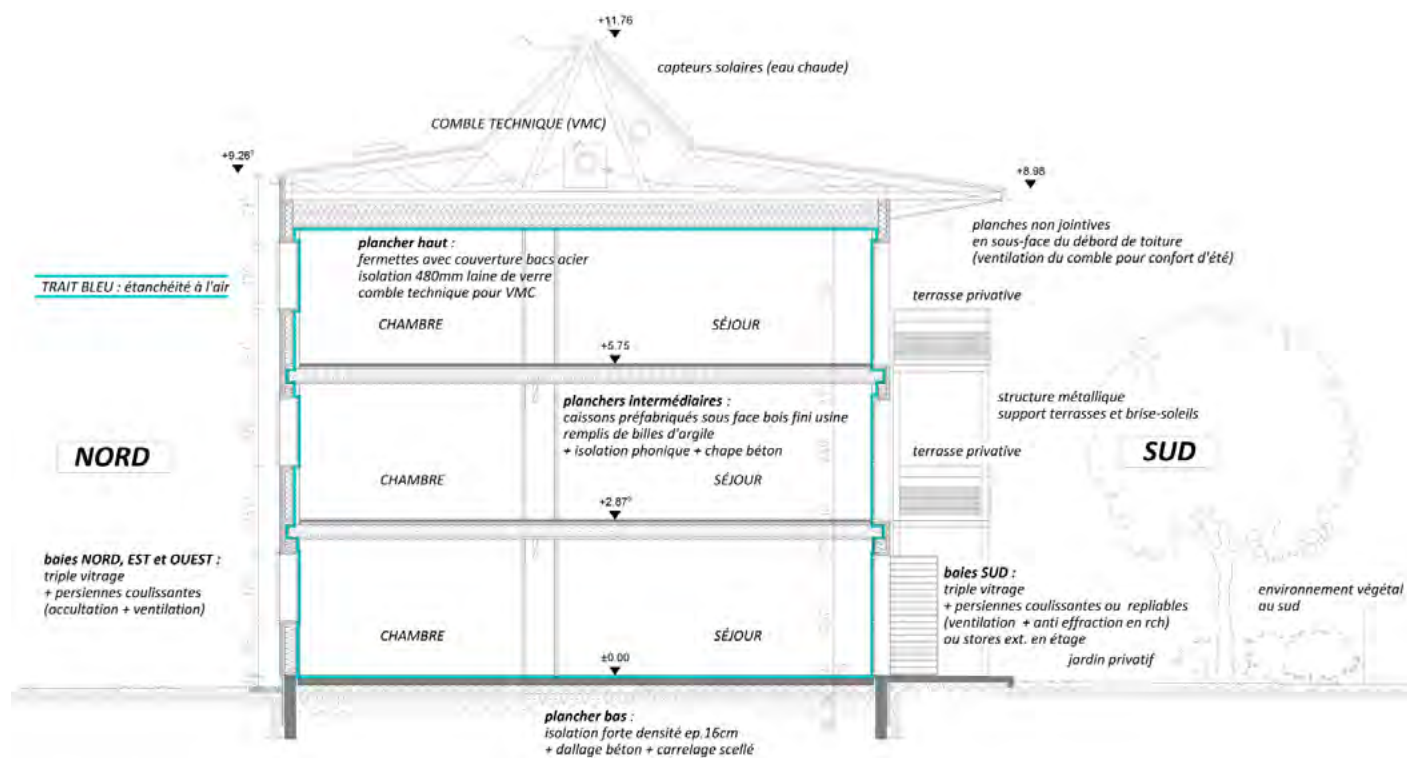 +11.76
capteurs solaires (eau chaude)
COMBLE TECHNIQUE (VMC)
+9.26⁵
+8.98
planches non jointives
en sous-face du débord de toiture
(ventilation du comble pour confort d'été)
plancher haut :
fermettes avec couverture bacs acier
isolation 480mm laine de verre
comble technique pour VMC
TRAIT BLEU : étanchéité à l'air
terrasse privative
CHAMBRE
SÉJOUR
+5.75
planchers intermédiaires :
caissons préfabriqués sous face bois fini usine
remplis de billes d'argile
+ isolation phonique + chape béton
structure métallique
support terrasses et brise-soleils
NORD
SUD
terrasse privative
CHAMBRE
SÉJOUR
+2.87⁵
baies NORD, EST et OUEST :
triple vitrage
+ persiennes coulissantes
(occultation + ventilation)
baies SUD :
triple vitrage
+ persiennes coulissantes ou repliables
(ventilation + anti effraction en rch)
ou stores ext. en étage
environnement végétal
au sud
CHAMBRE
SÉJOUR
jardin privatif
±0.00
plancher bas :
isolation forte densité ep.16cm
+ dallage béton + carrelage scellé